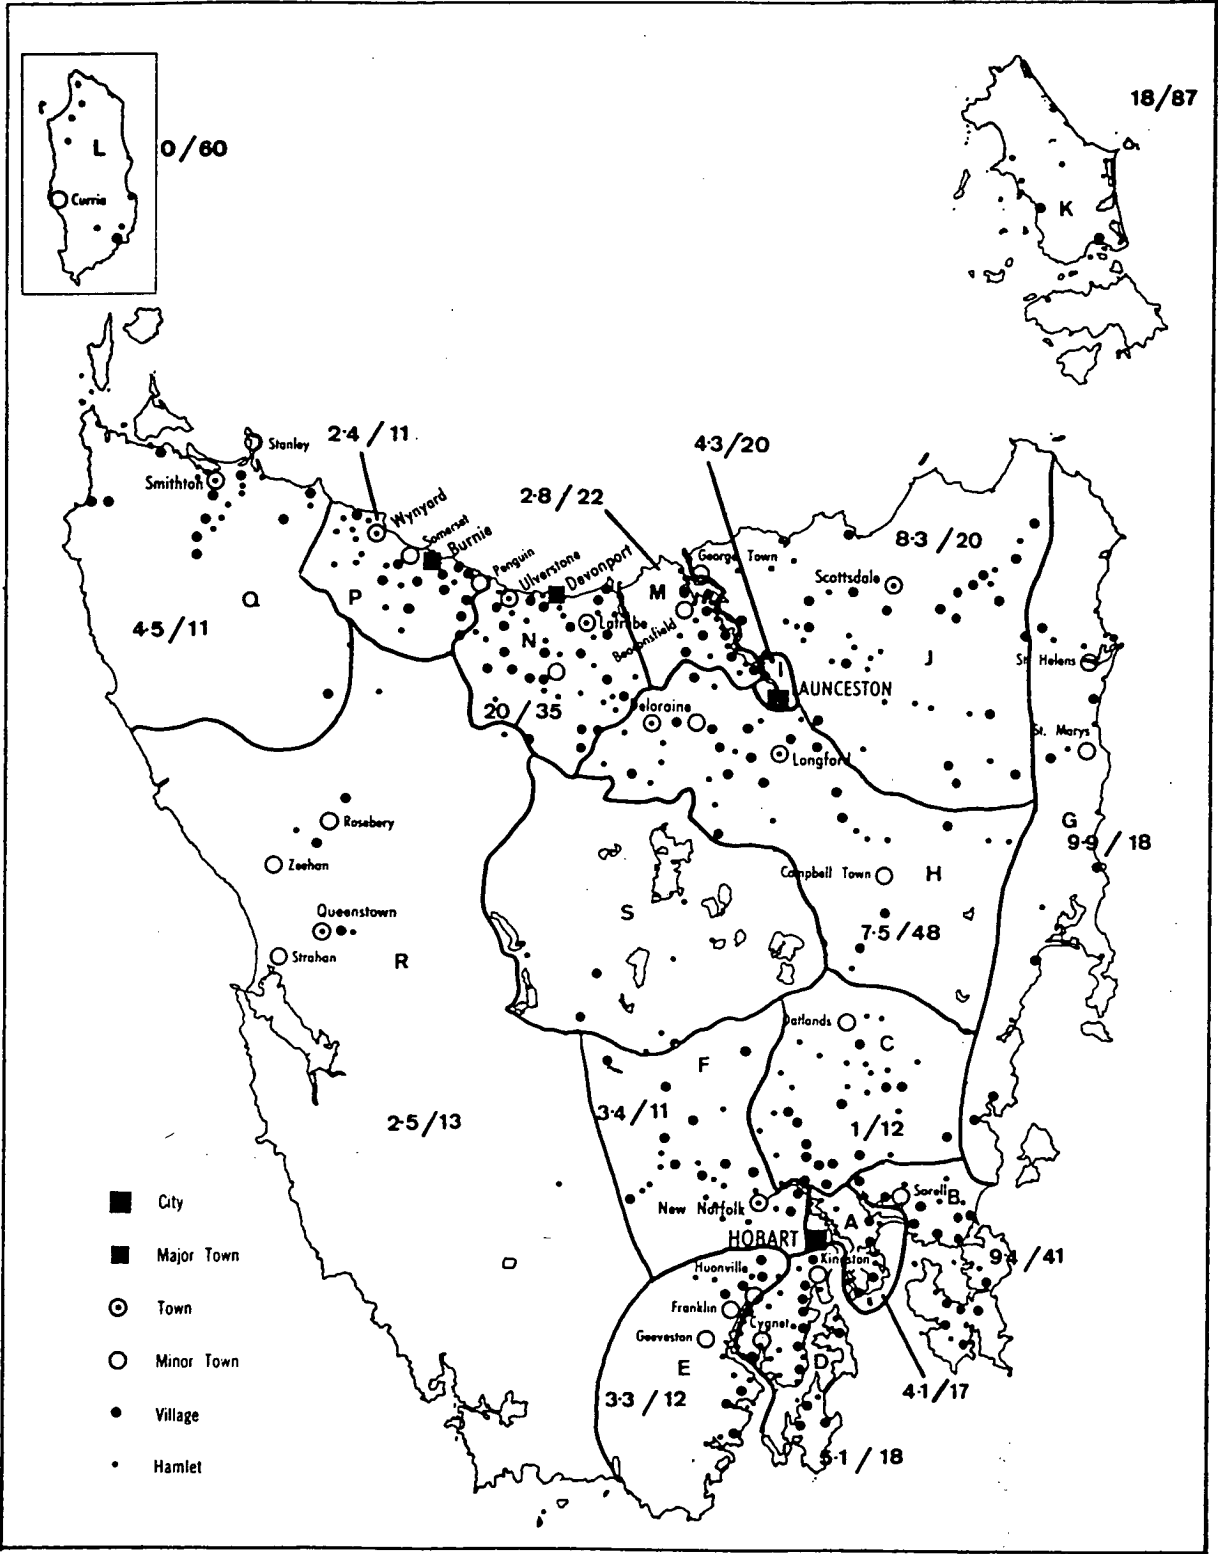 18/87
L
0/60
Currie
K
Stanley
2·4/11
4·3/20
Smithton
2·8/22
Wynyard
Somerset
Burnie
Penguin
Ulverstone
Devonport
George Town
8·3/20
Scottsdale
Q
P
M
N
Latrobe
Beaconsfield
4·5/11
I
J
St. Helens
LAUNCESTON
20/35
Deloraine
Longford
St. Marys
Rosebery
G
9·9/18
Zeehan
Campbell Town
H
Queenstown
S
7·5/48
Strahan
R
Oatlands
C
F
2·5/13
3·4/11
1/12
City
New Norfolk
Sorell
B
A
HOBART
Major Town
Kingston
9·4/41
Huonville
Town
Franklin
Cygnet
Geeveston
Minor Town
E
D
3·3/12
4·1/17
Village
5·1/18
Hamlet